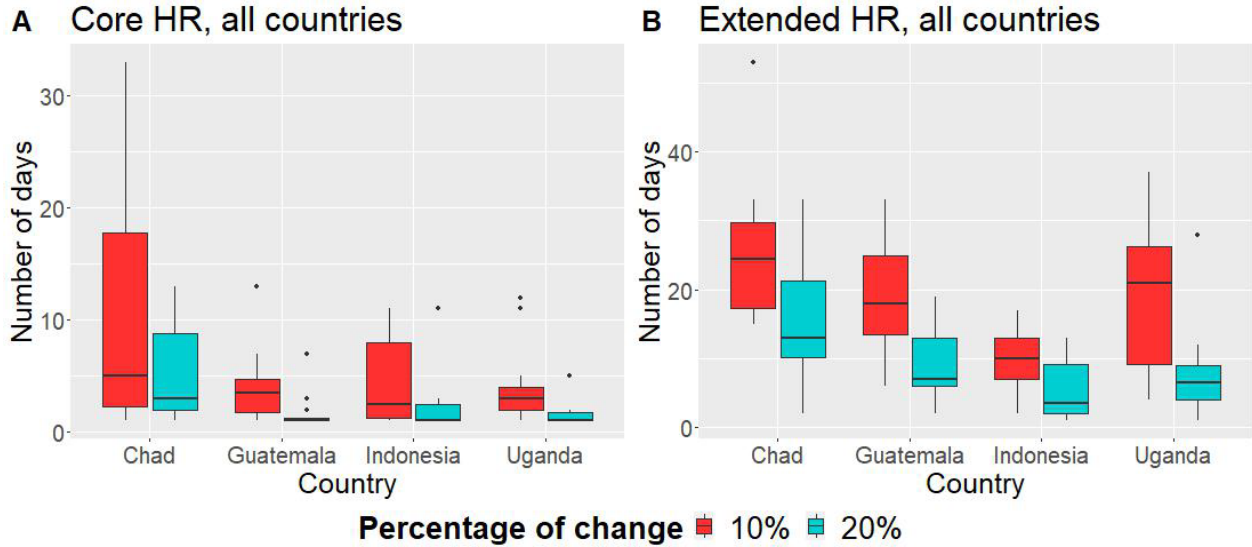 A Core HR, all countries
Number of days
30
20
10
0
Chad Guatemala Indonesia Uganda
Country
B Extended HR, all countries
Number of days
40
20
0
Chad Guatemala Indonesia Uganda
Country
Percentage of change 10% 20%